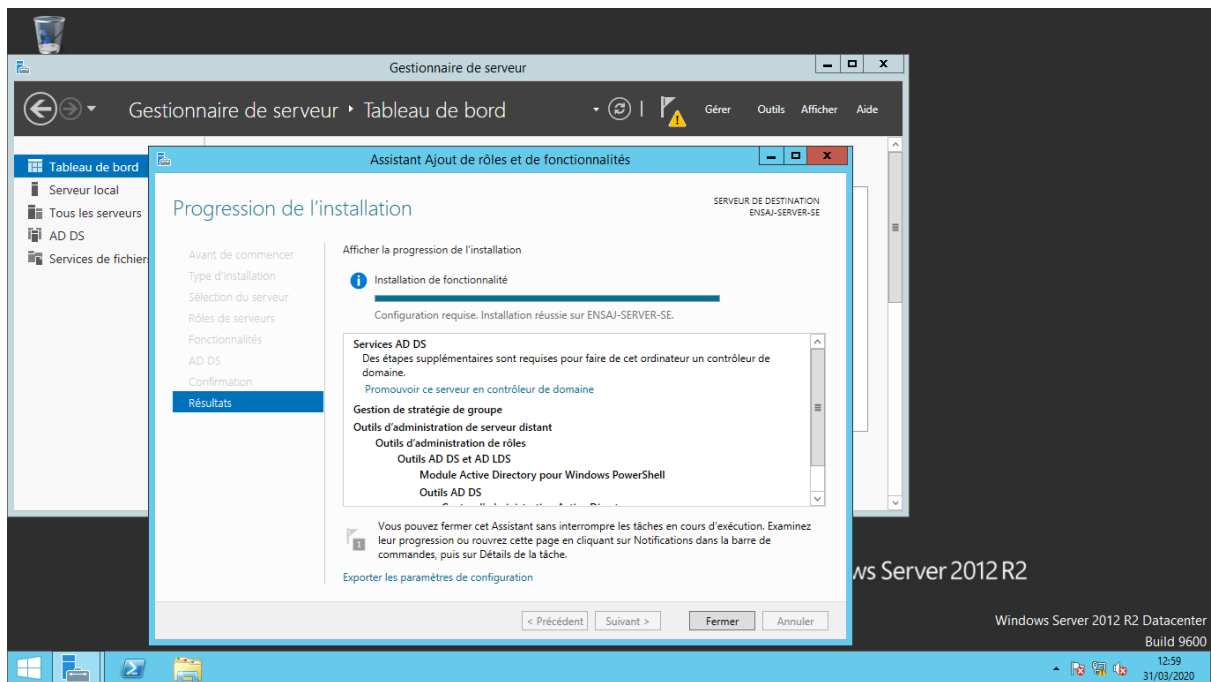 Gestionnaire de serveur
Gestionnaire de serveur • Tableau de bord
Gérer Outils Afficher Aide
Tableau de bord
Serveur local
Tous les serveurs
AD DS
Services de fichier
Assistant Ajout de rôles et de fonctionnalités
Progression de l'installation
SERVEUR DE DESTINATION
ENSAJ-SERVER-SE
Avant de commencer
Type d'installation
Sélection du serveur
Rôles de serveurs
Fonctionnalités
AD DS
Confirmation
Résultats
Afficher la progression de l'installation
Installation de fonctionnalité
Configuration requise. Installation réussie sur ENSAJ-SERVER-SE.
Services AD DS
Des étapes supplémentaires sont requises pour faire de cet ordinateur un contrôleur de
domaine.
Promouvoir ce serveur en contrôleur de domaine
Gestion de stratégie de groupe
Outils d'administration de serveur distant
Outils d'administration de rôles
Outils AD DS et AD LDS
Module Active Directory pour Windows PowerShell
Outils AD DS
1
Vous pouvez fermer cet Assistant sans interrompre les tâches en cours d'exécution. Examinez
leur progression ou rouvrez cette page en cliquant sur Notifications dans la barre de
commandes, puis sur Détails de la tâche.
Exporter les paramètres de configuration
< Précédent Suivant > Fermer Annuler
ws Server 2012 R2
Windows Server 2012 R2 Datacenter
Build 9600
12:59
31/03/2020